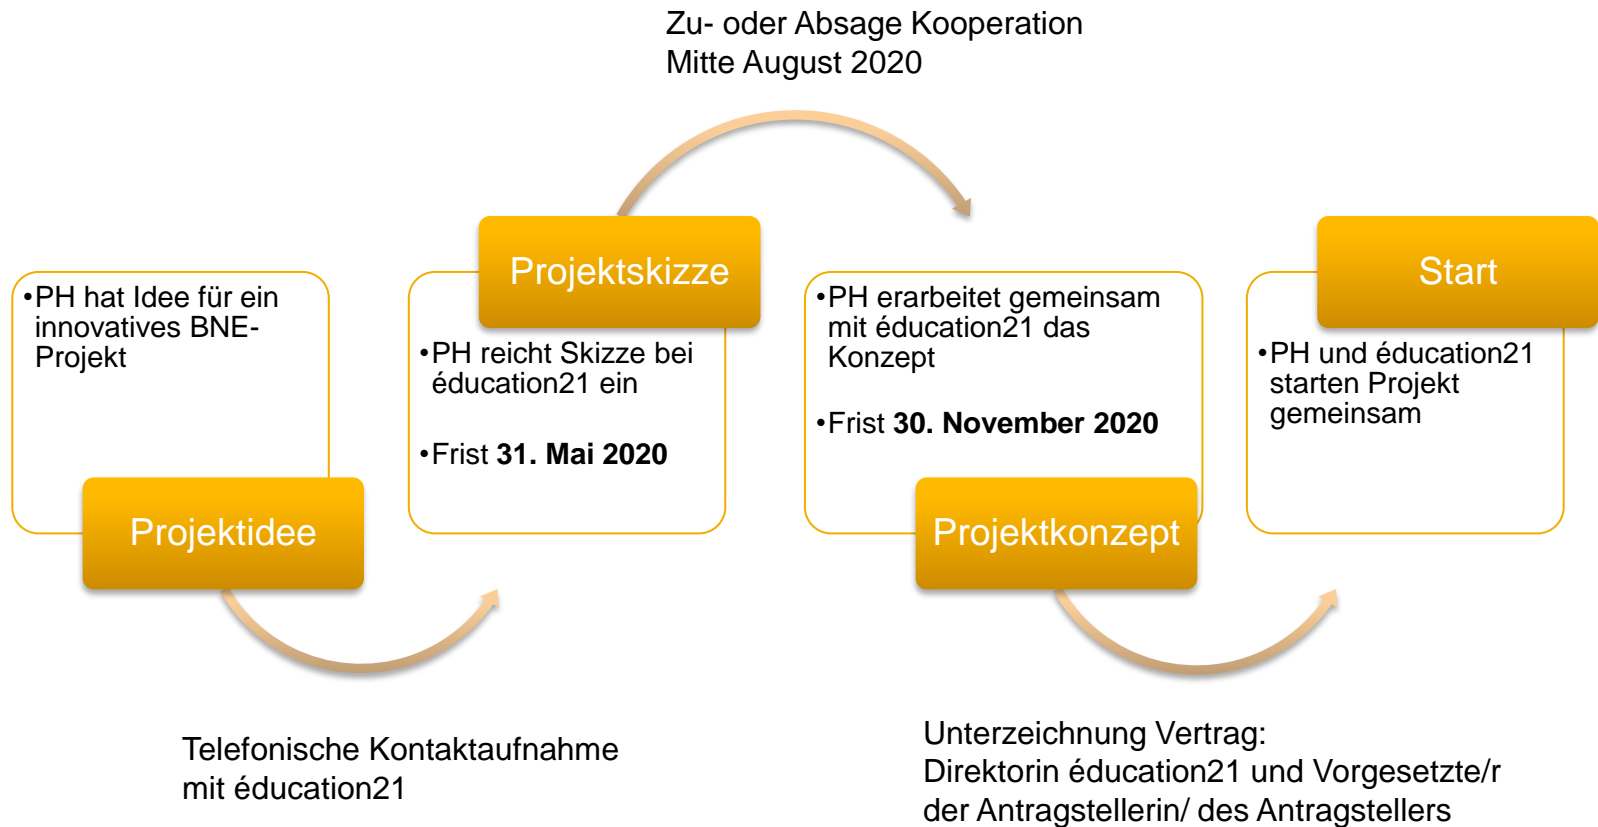 Zu- oder Absage Kooperation
Mitte August 2020
•PH hat Idee für ein
innovatives BNE-
Projekt
Projektidee
Telefonische Kontaktaufnahme
mit éducation21
Projektskizze
•PH reicht Skizze bei
éducation21 ein
•Frist 31. Mai 2020
•PH erarbeitet gemeinsam
mit éducation21 das
Konzept
•Frist 30. November 2020
Projektkonzept
Unterzeichnung Vertrag:
Direktorin éducation21 und Vorgesetzte/r
der Antragstellerin/ des Antragstellers
Start
•PH und éducation21
starten Projekt
gemeinsam